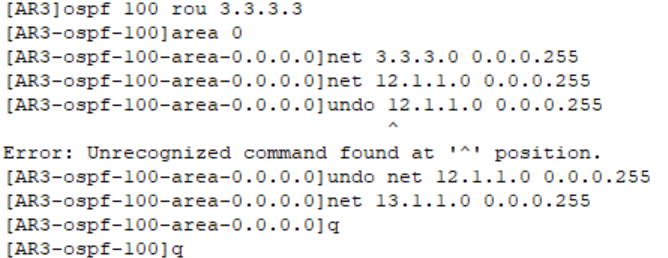 [AR3]ospf 100 rou 3.3.3.3
[AR3-ospf-100]area 0
[AR3-ospf-100-area-0.0.0.0]net 3.3.3.0 0.0.0.255
[AR3-ospf-100-area-0.0.0.0]net 12.1.1.0 0.0.0.255
[AR3-ospf-100-area-0.0.0.0]undo 12.1.1.0 0.0.0.255
^
Error: Unrecognized command found at '^' position.
[AR3-ospf-100-area-0.0.0.0]undo net 12.1.1.0 0.0.0.255
[AR3-ospf-100-area-0.0.0.0]net 13.1.1.0 0.0.0.255
[AR3-ospf-100-area-0.0.0.0]q
[AR3-ospf-100]q